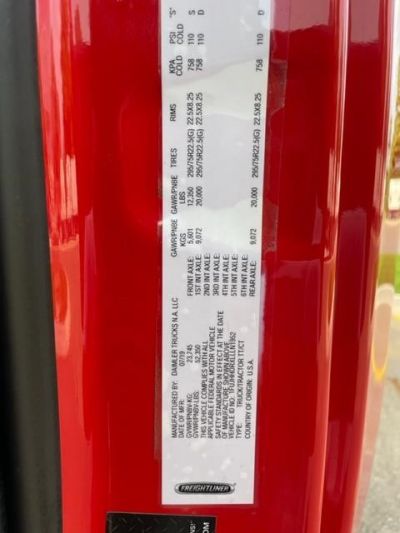 FREIGHTLINER
MANUFACTURED BY: DAIMLER TRUCKS N.A. LLC
DATE OF MFR: 07/19
GVWR/PNBV-KG: 23,745
GVWR/PNBV-LBS: 52,350
THIS VEHICLE COMPLIES WITH ALL
APPLICABLE FEDERAL MOTOR VEHICLE
SAFETY STANDARDS IN EFFECT AT THE DATE
OF MANUFACTURE SHOWN ABOVE.
VEHICLE ID NO:
TYPE: TRUCK/TRACTOR TT/CT
COUNTRY OF ORIGIN: U.S.A.
GAWR/PNBE KGS GAWR/PNBE LBS TIRES RIMS KPA COLD PSI COLD "S" D
FRONT AXLE: 5,601 12,350 295/75R22.5(G) 22.5X8.25 758 110 S
1ST INT AXLE: 9,072 20,000 295/75R22.5(G) 22.5X8.25 758 110 D
2ND INT AXLE:
3RD INT AXLE:
4TH INT AXLE:
5TH INT AXLE:
6TH INT AXLE:
REAR AXLE: 9,072 20,000 295/75R22.5(G) 22.5X8.25 758 110 D
.COM